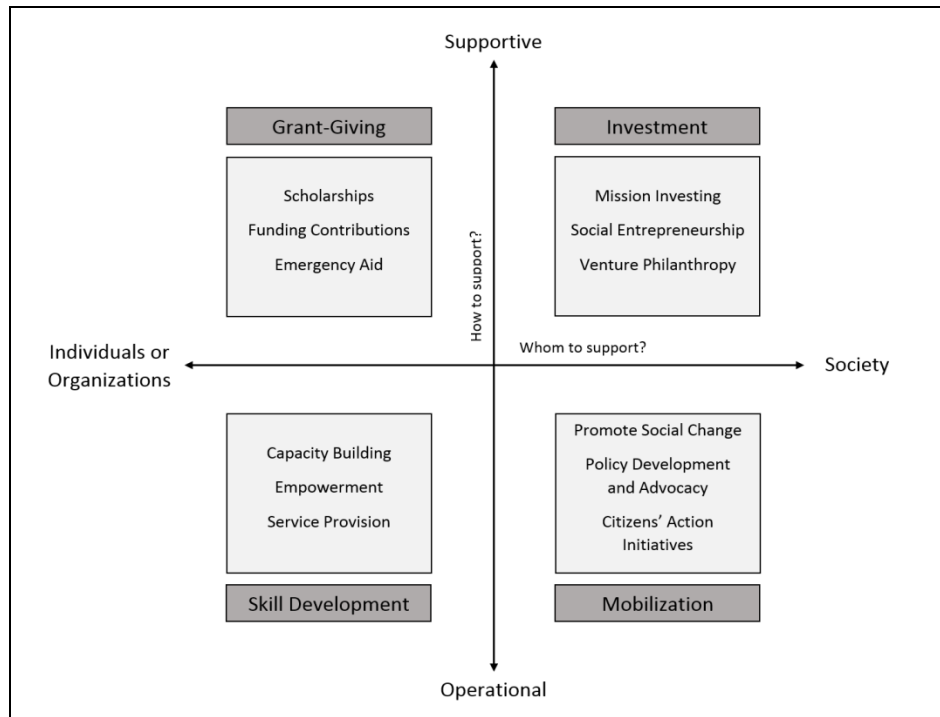 Supportive
Grant-Giving
Scholarships
Funding Contributions
Emergency Aid
Investment
Mission Investing
Social Entrepreneurship
Venture Philanthropy
How to support?
Whom to support?
Individuals or
Organizations
Society
Capacity Building
Empowerment
Service Provision
Skill Development
Promote Social Change
Policy Development
and Advocacy
Citizens’ Action
Initiatives
Mobilization
Operational